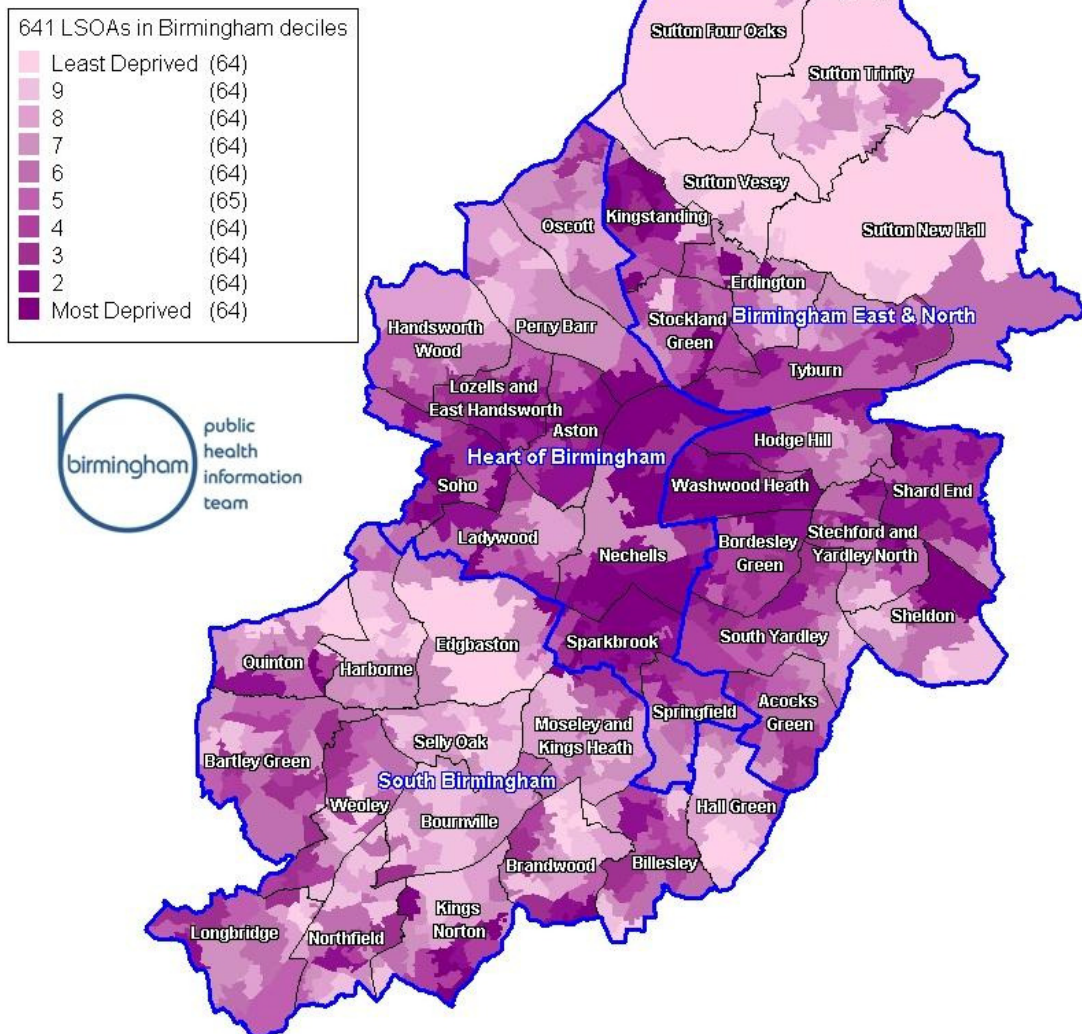 641 LSOAs in Birmingham deciles
Least Deprived (64)
9 (64)
8 (64)
7 (64)
6 (64)
5 (65)
4 (64)
3 (64)
2 (64)
Most Deprived (64)
birmingham
public
health
information
team
Sutton Four Oaks
Sutton Trinity
Sutton Vesey
Kingstanding
Oscott
Sutton New Hall
Erdington
Stockland
Green
Birmingham East & North
Handsworth
Wood
Perry Barr
Tyburn
Lozells and
East Handsworth
Aston
Hodge Hill
Heart of Birmingham
Soho
Washwood Heath
Shard End
Ladywood
Nechells
Bordesley
Green
Stechford and
Yardley North
Sheldon
Sparkbrook
South Yardley
Edgbaston
Quinton
Harborne
Springfield
Acocks
Green
Moseley and
Kings Heath
Selly Oak
Bartley Green
South Birmingham
Weoley
Bournville
Hall Green
Brandwood
Billesley
Kings
Norton
Longbridge
Northfield